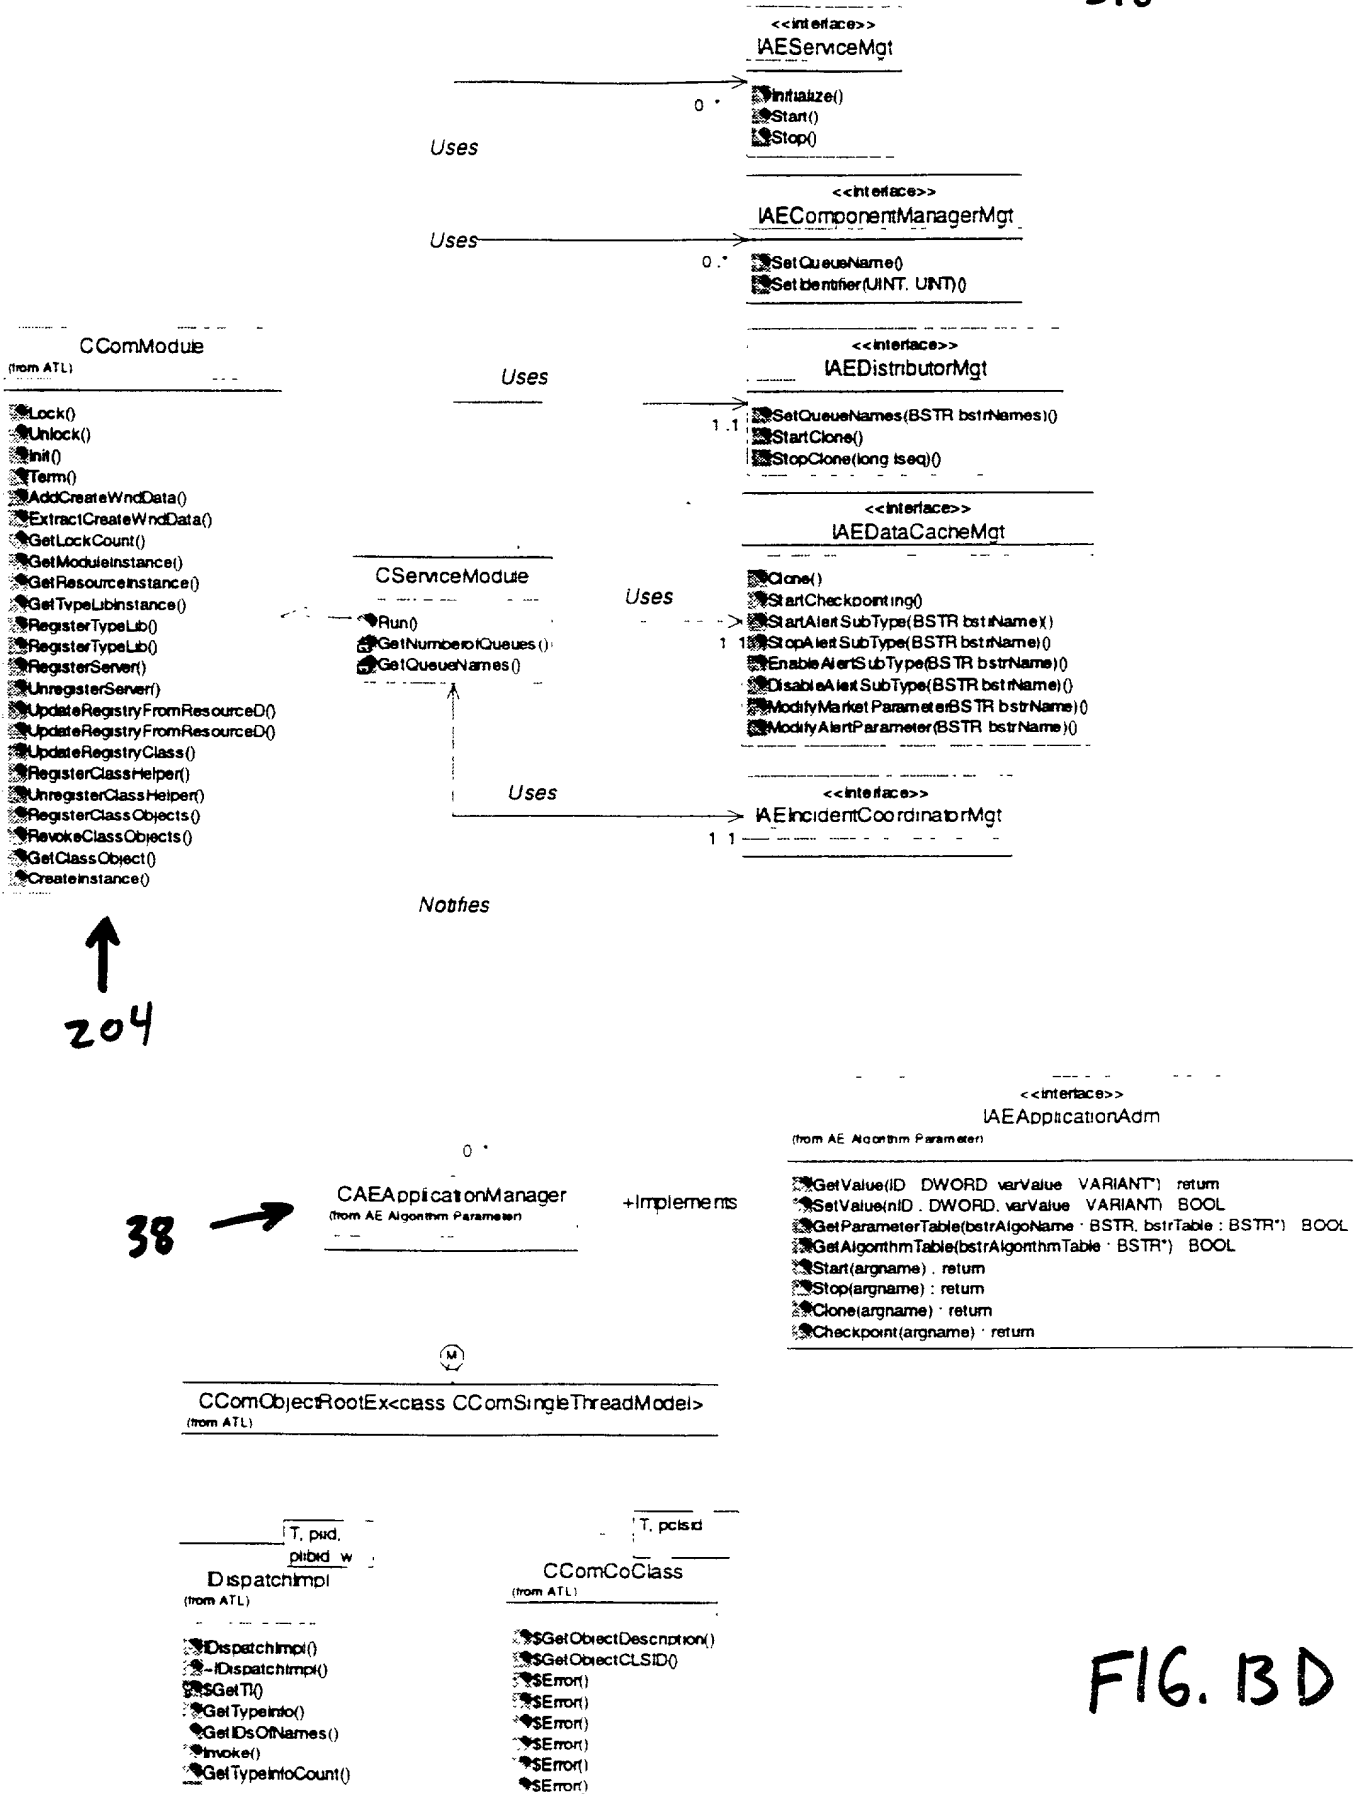 <<interface>>
IAEServiceMgt
Initialize()
Start()
Stop()
0 *
Uses
<<interface>>
IAEComponentManagerMgt
Uses
0..*
SetQueueName()
SetIdentifier(UINT, UINT)()
CComModule
(from ATL)
Lock()
Unlock()
Init()
Term()
AddCreateWndData()
ExtractCreateWndData()
GetLockCount()
GetModuleInstance()
GetResourceInstance()
GetTypeLibInstance()
RegisterTypeLib()
RegisterTypeLib()
RegisterServer()
UnregisterServer()
UpdateRegistryFromResourceD()
UpdateRegistryFromResourceD()
UpdateRegistryClass()
RegisterClassHelper()
UnregisterClassHelper()
RegisterClassObjects()
RevokeClassObjects()
GetClassObject()
CreateInstance()
204
<<interface>>
IAEDistributorMgt
Uses
1..1
SetQueueNames(BSTR bstrNames)()
StartClone()
StopClone(long lseq)()
<<interface>>
IAEDataCacheMgt
Clone()
StartCheckpointing()
StartAlertSubType(BSTR bstrName)()
StopAlertSubType(BSTR bstrName)()
EnableAlertSubType(BSTR bstrName)()
DisableAlertSubType(BSTR bstrName)()
ModifyMarketParameterBSTR bstrName)()
ModifyAlertParameter(BSTR bstrName)()
CServiceModule
Run()
GetNumberofQueues()
GetQueueNames()
Uses
1 1
<<interface>>
IAEIncidentCoordinatorMgt
Uses
1 1
Notifies
<<interface>>
IAEApplicationAdm
(from AE Algorithm Parameter)
GetValue(ID DWORD varValue VARIANT*) return
SetValue(nID . DWORD, varValue VARIANT) BOOL
GetParameterTable(bstrAlgoName : BSTR, bstrTable : BSTR*) BOOL
GetAlgorithmTable(bstrAlgorithmTable : BSTR*) BOOL
Start(argname) . return
Stop(argname) : return
Clone(argname) : return
Checkpoint(argname) : return
0 *
CAEApplicationManager
(from AE Algorithm Parameter)
+Implements
38
M
CComObjectRootEx<class CComSingleThreadModel>
(from ATL)
T, piid,
plibid, w
IDispatchImpl
(from ATL)
IDispatchImpl()
~IDispatchImpl()
$GetTI()
GetTypeInfo()
GetIDsOfNames()
Invoke()
GetTypeInfoCount()
T, pclsid
CComCoClass
(from ATL)
$GetObjectDescription()
$GetObjectCLSID()
$Error()
$Error()
$Error()
$Error()
$Error()
$Error()
FIG. 13D